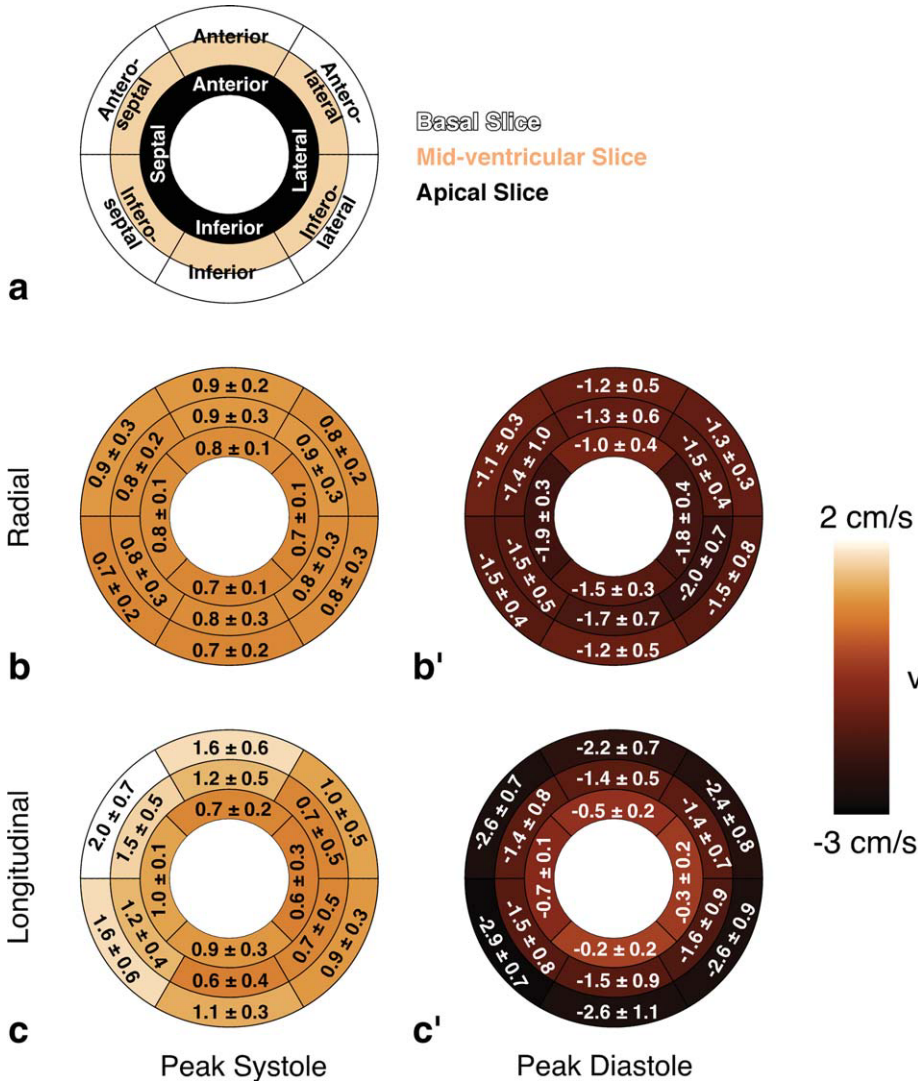 Anterior
Antero-
septal
Antero-
lateral
Anterior
Septal
Lateral
Inferior
Infero-
septal
Infero-
lateral
Inferior
Basal Slice
Mid-ventricular Slice
Apical Slice
a
Radial
0.9 ± 0.2
0.9 ± 0.3
0.8 ± 0.1
0.9 ± 0.3
0.8 ± 0.2
0.8 ± 0.1
0.8 ± 0.2
0.9 ± 0.3
0.7 ± 0.1
0.7 ± 0.2
0.8 ± 0.3
0.8 ± 0.3
0.8 ± 0.3
0.7 ± 0.1
0.8 ± 0.3
0.7 ± 0.2
b
-1.2 ± 0.5
-1.3 ± 0.6
-1.0 ± 0.4
-1.1 ± 0.3
-1.4 ± 1.0
-1.9 ± 0.3
-1.3 ± 0.3
-1.5 ± 0.4
-1.8 ± 0.4
-1.5 ± 0.4
-1.5 ± 0.5
-2.0 ± 0.7
-1.5 ± 0.8
-1.5 ± 0.3
-1.7 ± 0.7
-1.2 ± 0.5
b'
2 cm/s
v
-3 cm/s
Longitudinal
1.6 ± 0.6
1.2 ± 0.5
0.7 ± 0.2
2.0 ± 0.7
1.5 ± 0.5
1.0 ± 0.1
1.0 ± 0.5
0.7 ± 0.5
0.6 ± 0.3
1.6 ± 0.6
1.2 ± 0.4
0.7 ± 0.5
0.9 ± 0.3
0.9 ± 0.3
0.6 ± 0.4
1.1 ± 0.3
c
Peak Systole
-2.2 ± 0.7
-1.4 ± 0.5
-0.5 ± 0.2
-2.6 ± 0.7
-1.4 ± 0.8
-0.7 ± 0.1
-2.4 ± 0.8
-1.4 ± 0.7
-0.3 ± 0.2
-2.9 ± 0.7
-1.5 ± 0.8
-1.6 ± 0.9
-2.6 ± 0.9
-0.2 ± 0.2
-1.5 ± 0.9
-2.6 ± 1.1
c'
Peak Diastole